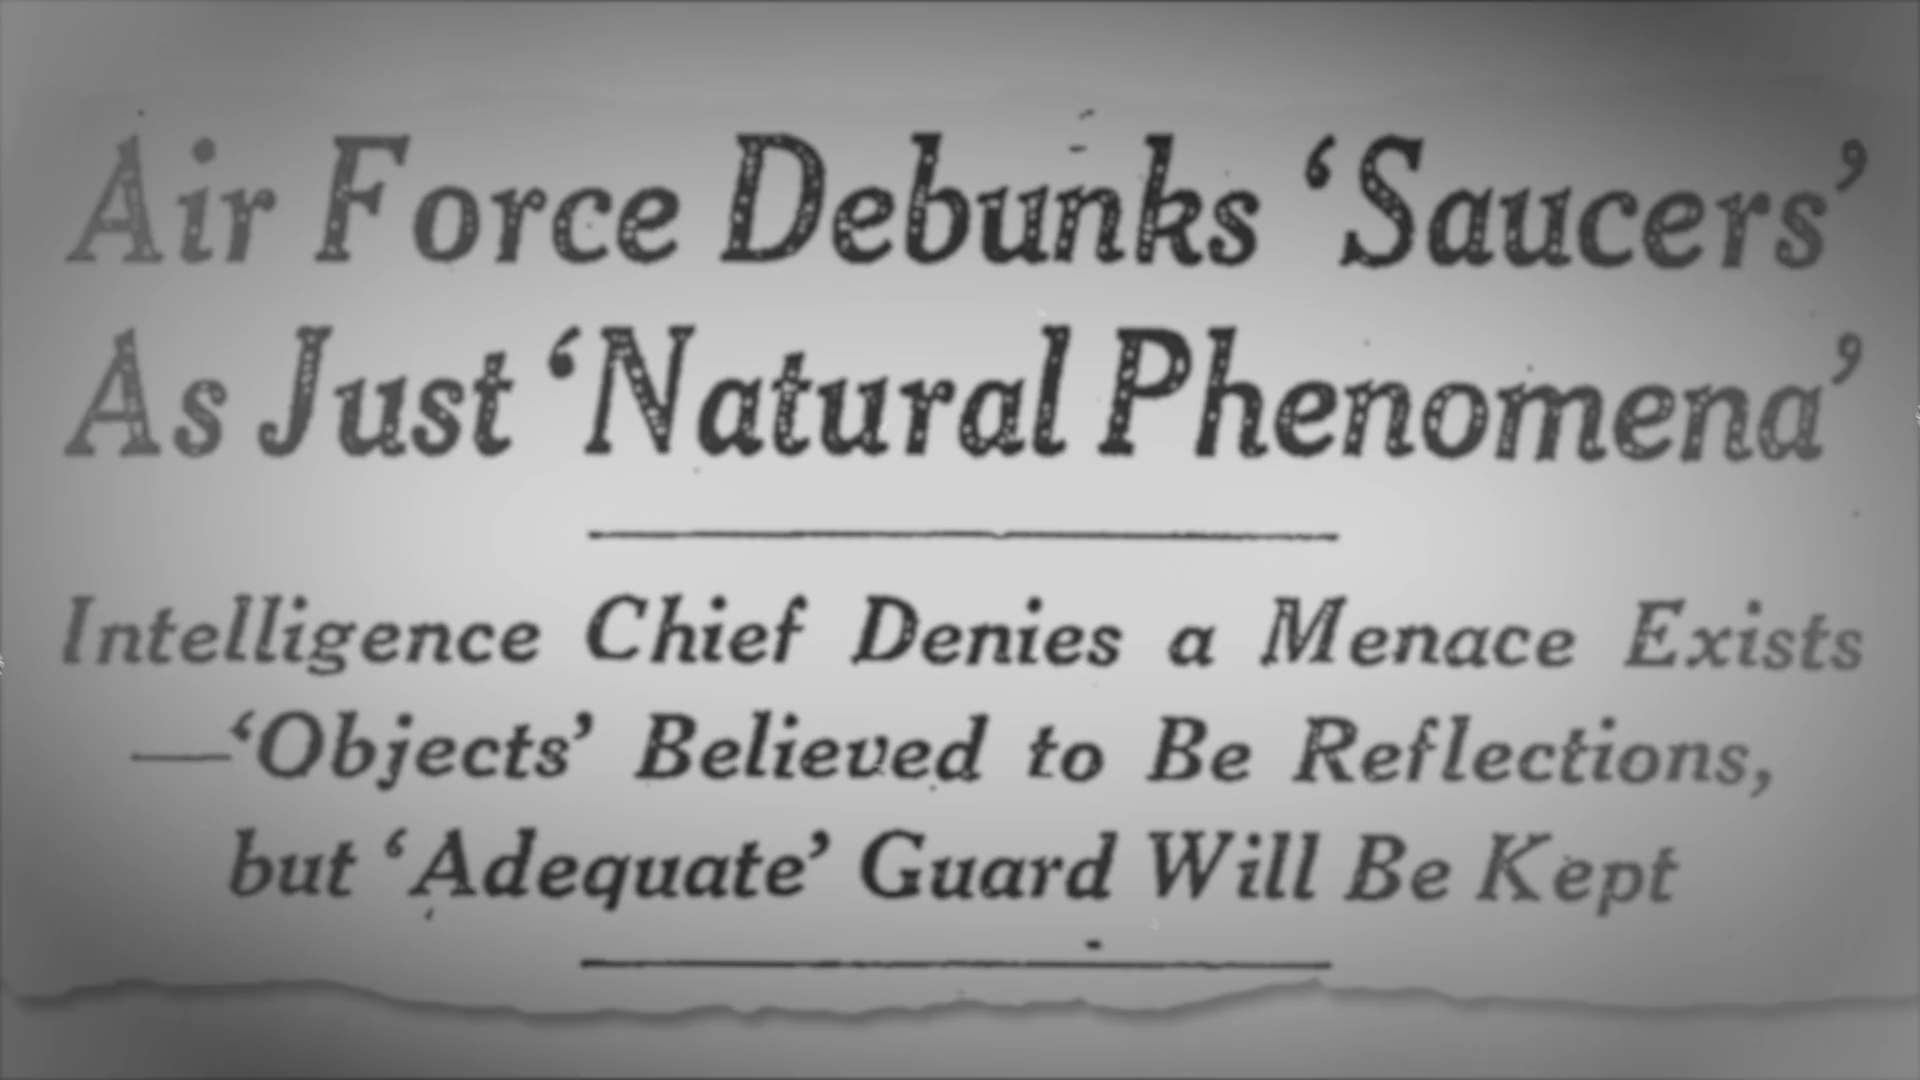 Air Force Debunks ‘Saucers’
As Just ‘Natural Phenomena’
Intelligence Chief Denies a Menace Exists
—‘Objects’ Believed to Be Reflections,
but ‘Adequate’ Guard Will Be Kept